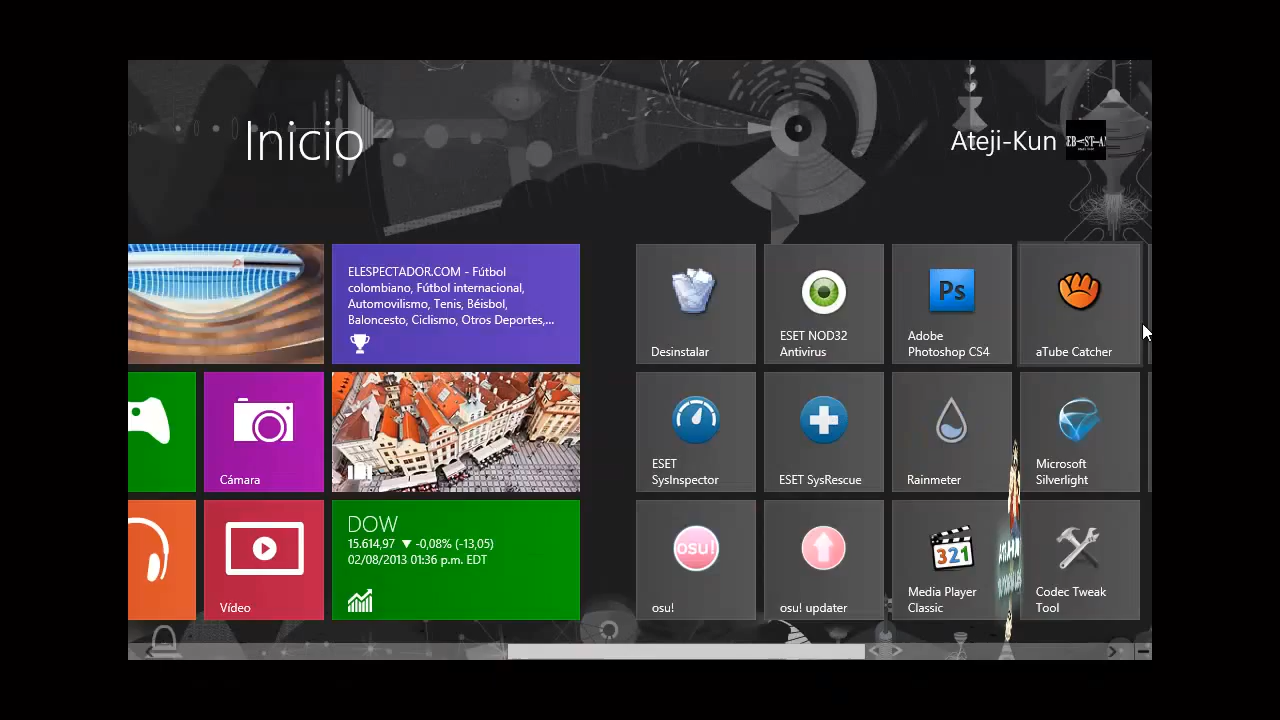 Inicio
Ateji-Kun
ELESPECTADOR.COM - Fútbol
colombiano, Fútbol internacional,
Automovilismo, Tenis, Béisbol,
Baloncesto, Ciclismo, Otros Deportes,...
Desinstalar
ESET NOD32
Antivirus
Ps
Adobe
Photoshop CS4
aTube Catcher
Cámara
ESET
SysInspector
ESET SysRescue
Rainmeter
Microsoft
Silverlight
Vídeo
DOW
15.614,97 ▼ -0,08% (-13,05)
02/08/2013 01:36 p.m. EDT
osu!
osu!
osu! updater
321
Media Player
Classic
Codec Tweak
Tool